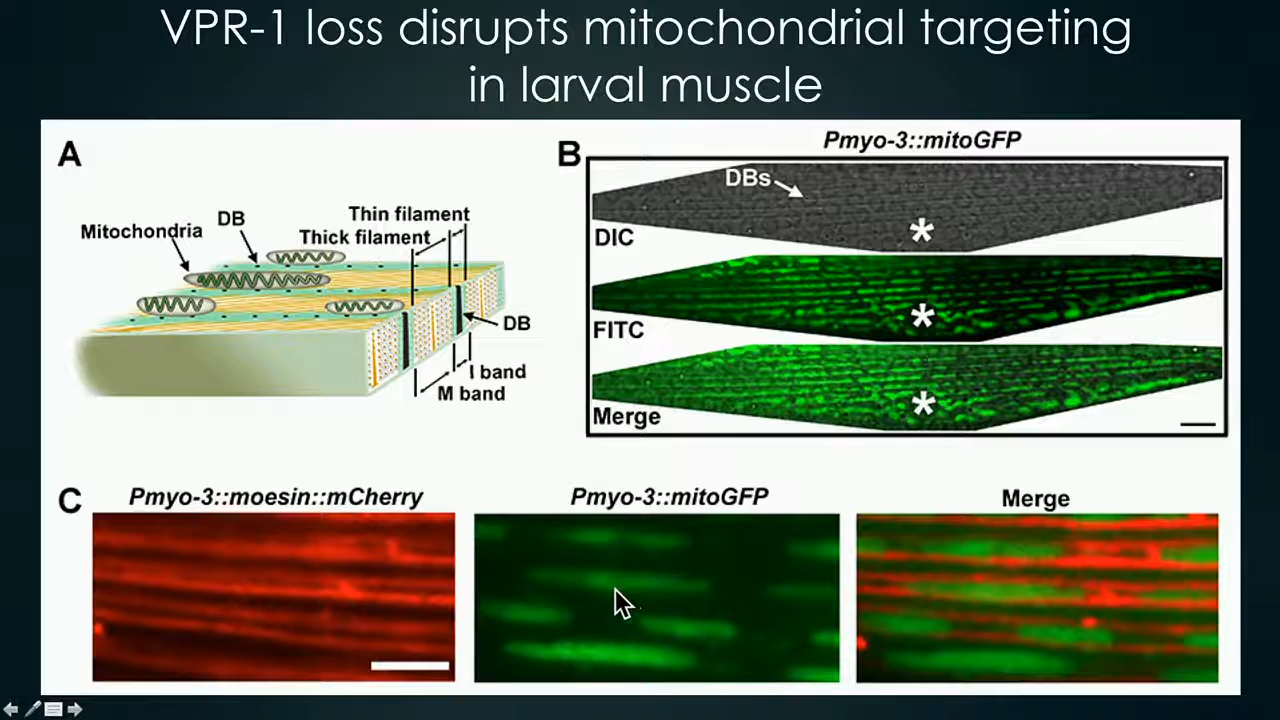 VPR-1 loss disrupts mitochondrial targeting
in larval muscle
A
Mitochondria
DB
Thin filament
Thick filament
DB
I band
M band
B
Pmyo-3::mitoGFP
DBs
*
DIC
*
FITC
*
Merge
C
Pmyo-3::moesin::mCherry
Pmyo-3::mitoGFP
Merge